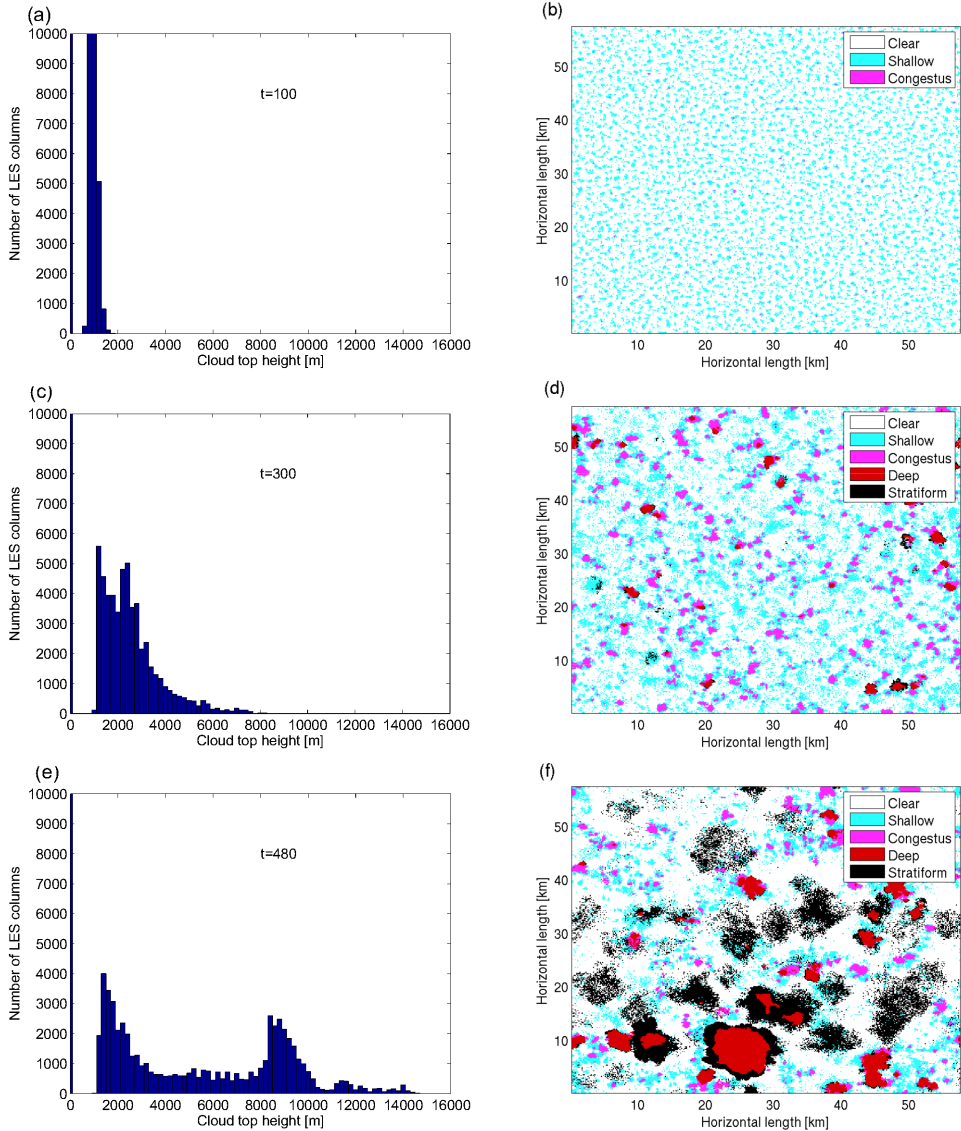 (a)
10000
9000
8000
7000
6000
5000
4000
3000
2000
1000
0
Number of LES columns
t=100
0 2000 4000 6000 8000 10000 12000 14000 16000
Cloud top height [m]
(b)
50
40
30
20
10
Horizontal length [km]
Clear
Shallow
Congestus
10 20 30 40 50
Horizontal length [km]
(c)
10000
9000
8000
7000
6000
5000
4000
3000
2000
1000
0
Number of LES columns
t=300
0 2000 4000 6000 8000 10000 12000 14000 16000
Cloud top height [m]
(d)
50
40
30
20
10
Horizontal length [km]
Clear
Shallow
Congestus
Deep
Stratiform
10 20 30 40 50
Horizontal length [km]
(e)
10000
9000
8000
7000
6000
5000
4000
3000
2000
1000
0
Number of LES columns
t=480
0 2000 4000 6000 8000 10000 12000 14000 16000
Cloud top height [m]
(f)
50
40
30
20
10
Horizontal length [km]
Clear
Shallow
Congestus
Deep
Stratiform
10 20 30 40 50
Horizontal length [km]